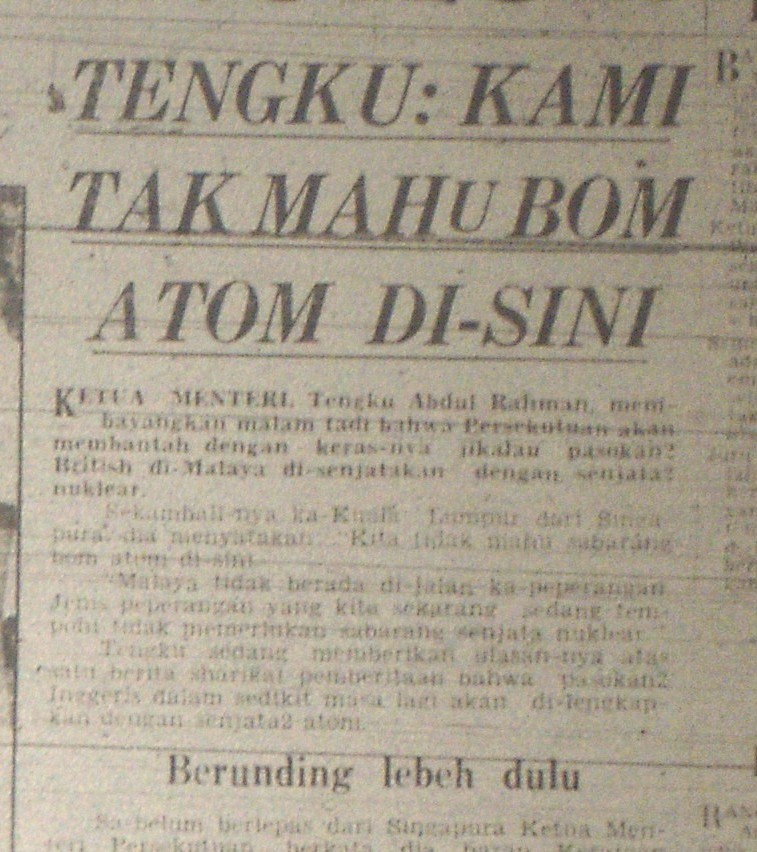 TENGKU: KAMI
TAK MAHU BOM
ATOM DI-SINI
KETUA MENTERI, Tengku Abdul Rahman, mem-
bayangkan malam tadi bahwa Persekutuan akan
membantah dengan keras-nya jikalau pasokan2
British di-Malaya di-senjatakan dengan senjata2
nuklear.
Sekembali-nya ka-Kuala Lumpur dari Singa-
pura, dia menyatakan: "Kita tidak mahu sabarang
bom atom di-sini.
"Malaya tidak berada di-jalan ka-peperangan.
Jenis peperangan yang kita sekarang sedang tem-
pohi tidak memerlukan sabarang senjata nuklear."
Tengku sedang memberikan ulasan-nya atas
satu berita sharikat pemberitaan bahwa pasokan2
Inggeris dalam sedikit masa lagi akan di-lengkap-
kan dengan senjata2 atom.
Berunding lebeh dulu
Sa-belum berlepas dari Singapura Ketua Men-
teri Persekutuan berkata dia